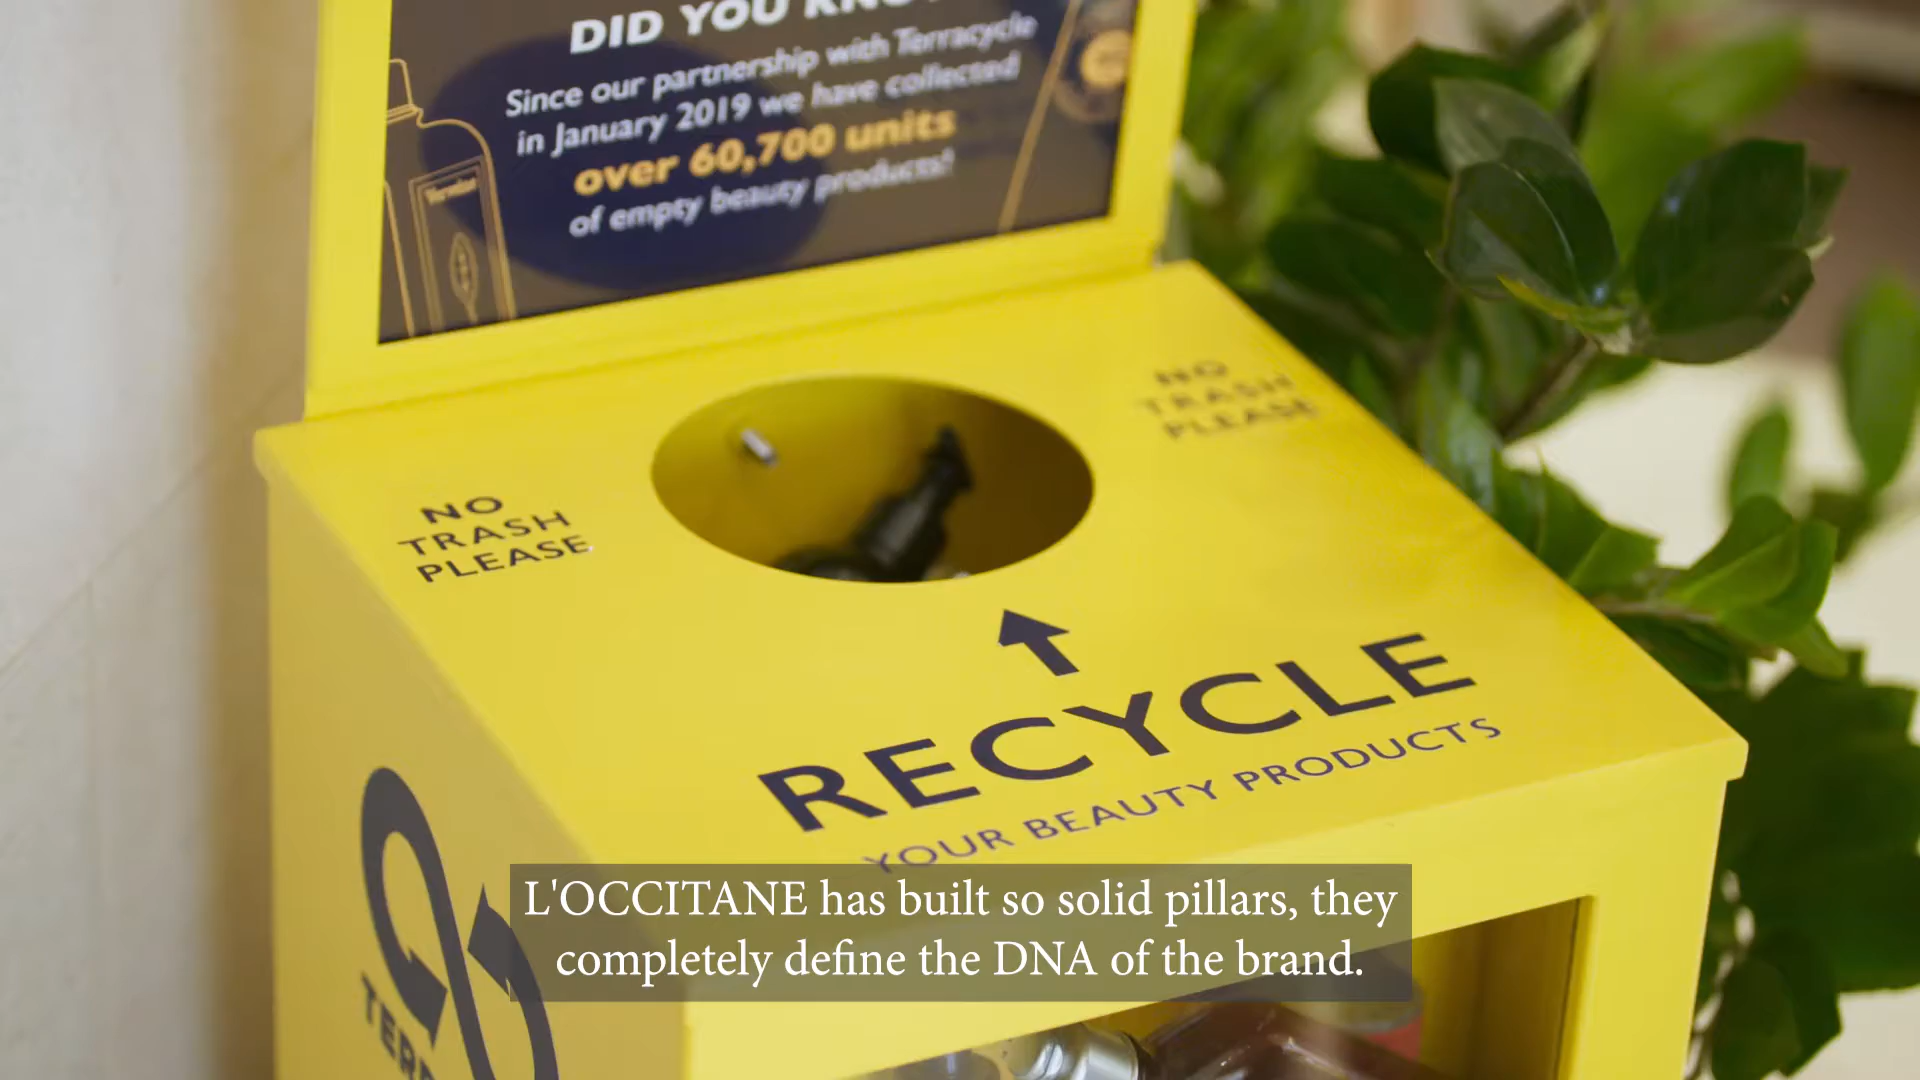 DID YOU
Since our partnership with Terracycle
in January 2019 we have collected
over 60,700 units
of empty beauty products!
NO
TRASH
PLEASE
NO
TRASH
PLEASE
RECYCLE
YOUR BEAUTY PRODUCTS
L'OCCITANE has built so solid pillars, they
completely define the DNA of the brand.